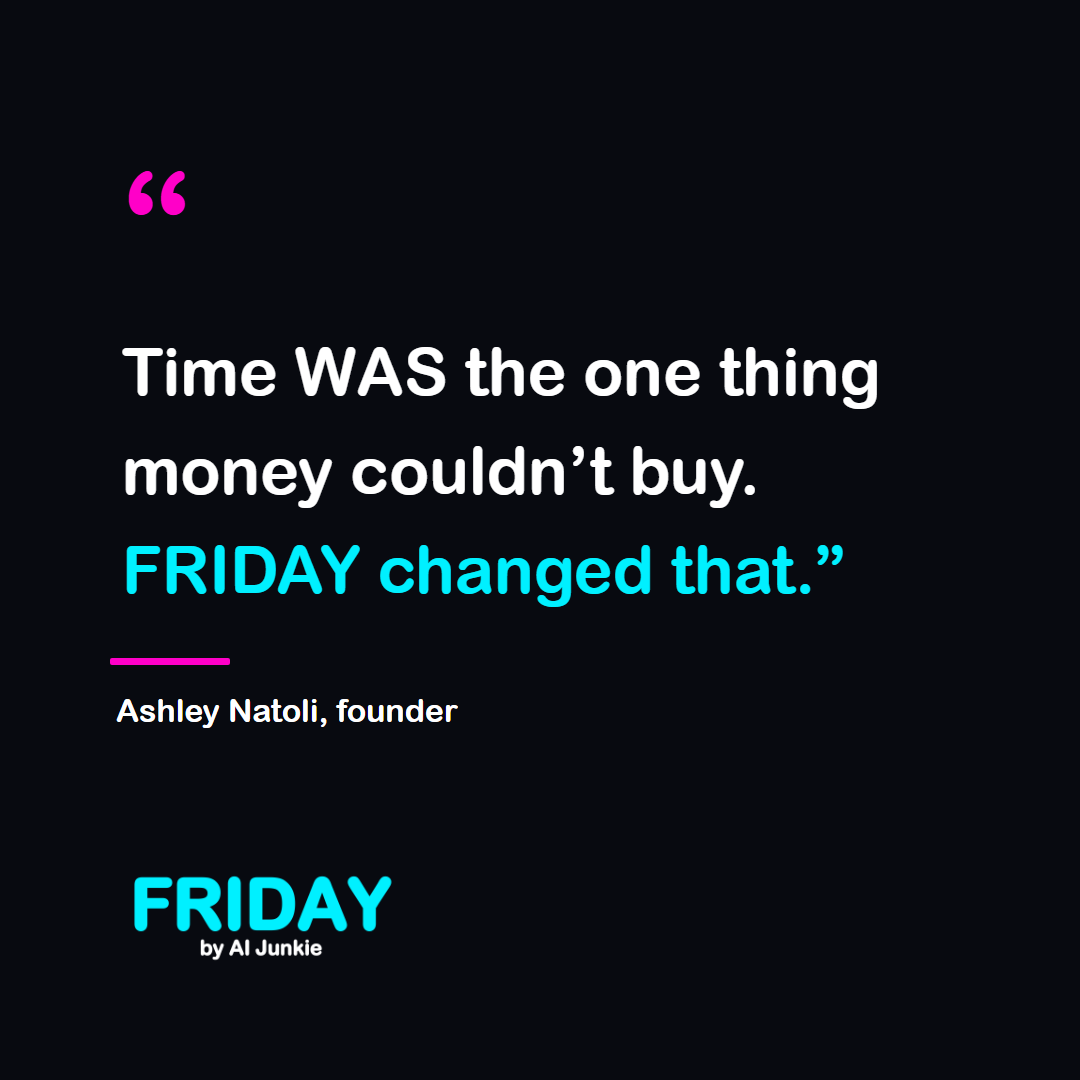 “
Time WAS the one thing
money couldn’t buy.
FRIDAY changed that.”
Ashley Natoli, founder
FRIDAY
by AI Junkie